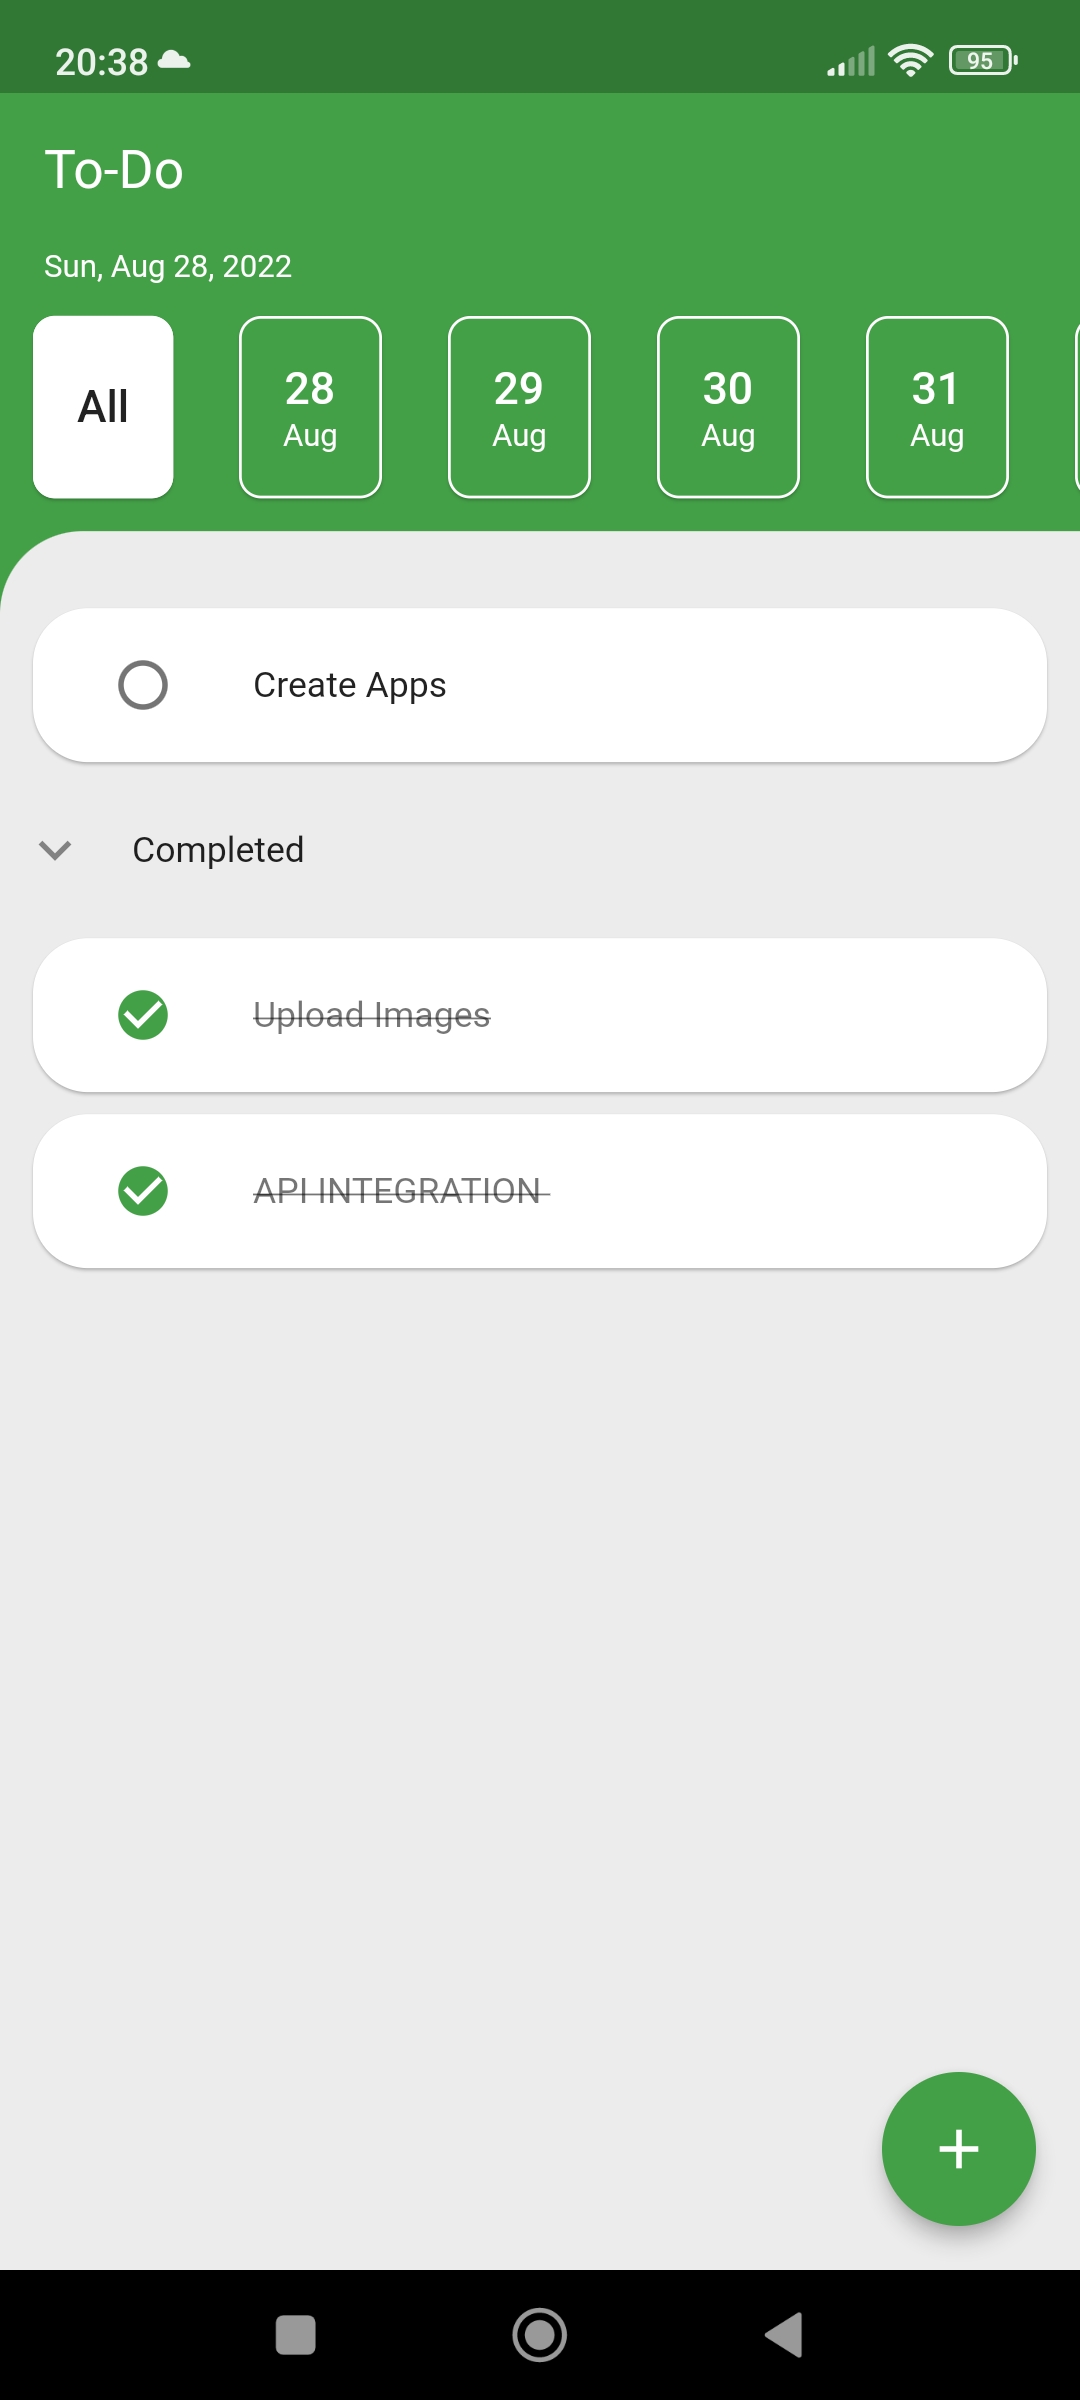 20:38
95
To-Do
Sun, Aug 28, 2022
All
28
Aug
29
Aug
30
Aug
31
Aug
Create Apps
Completed
Upload Images
API INTEGRATION